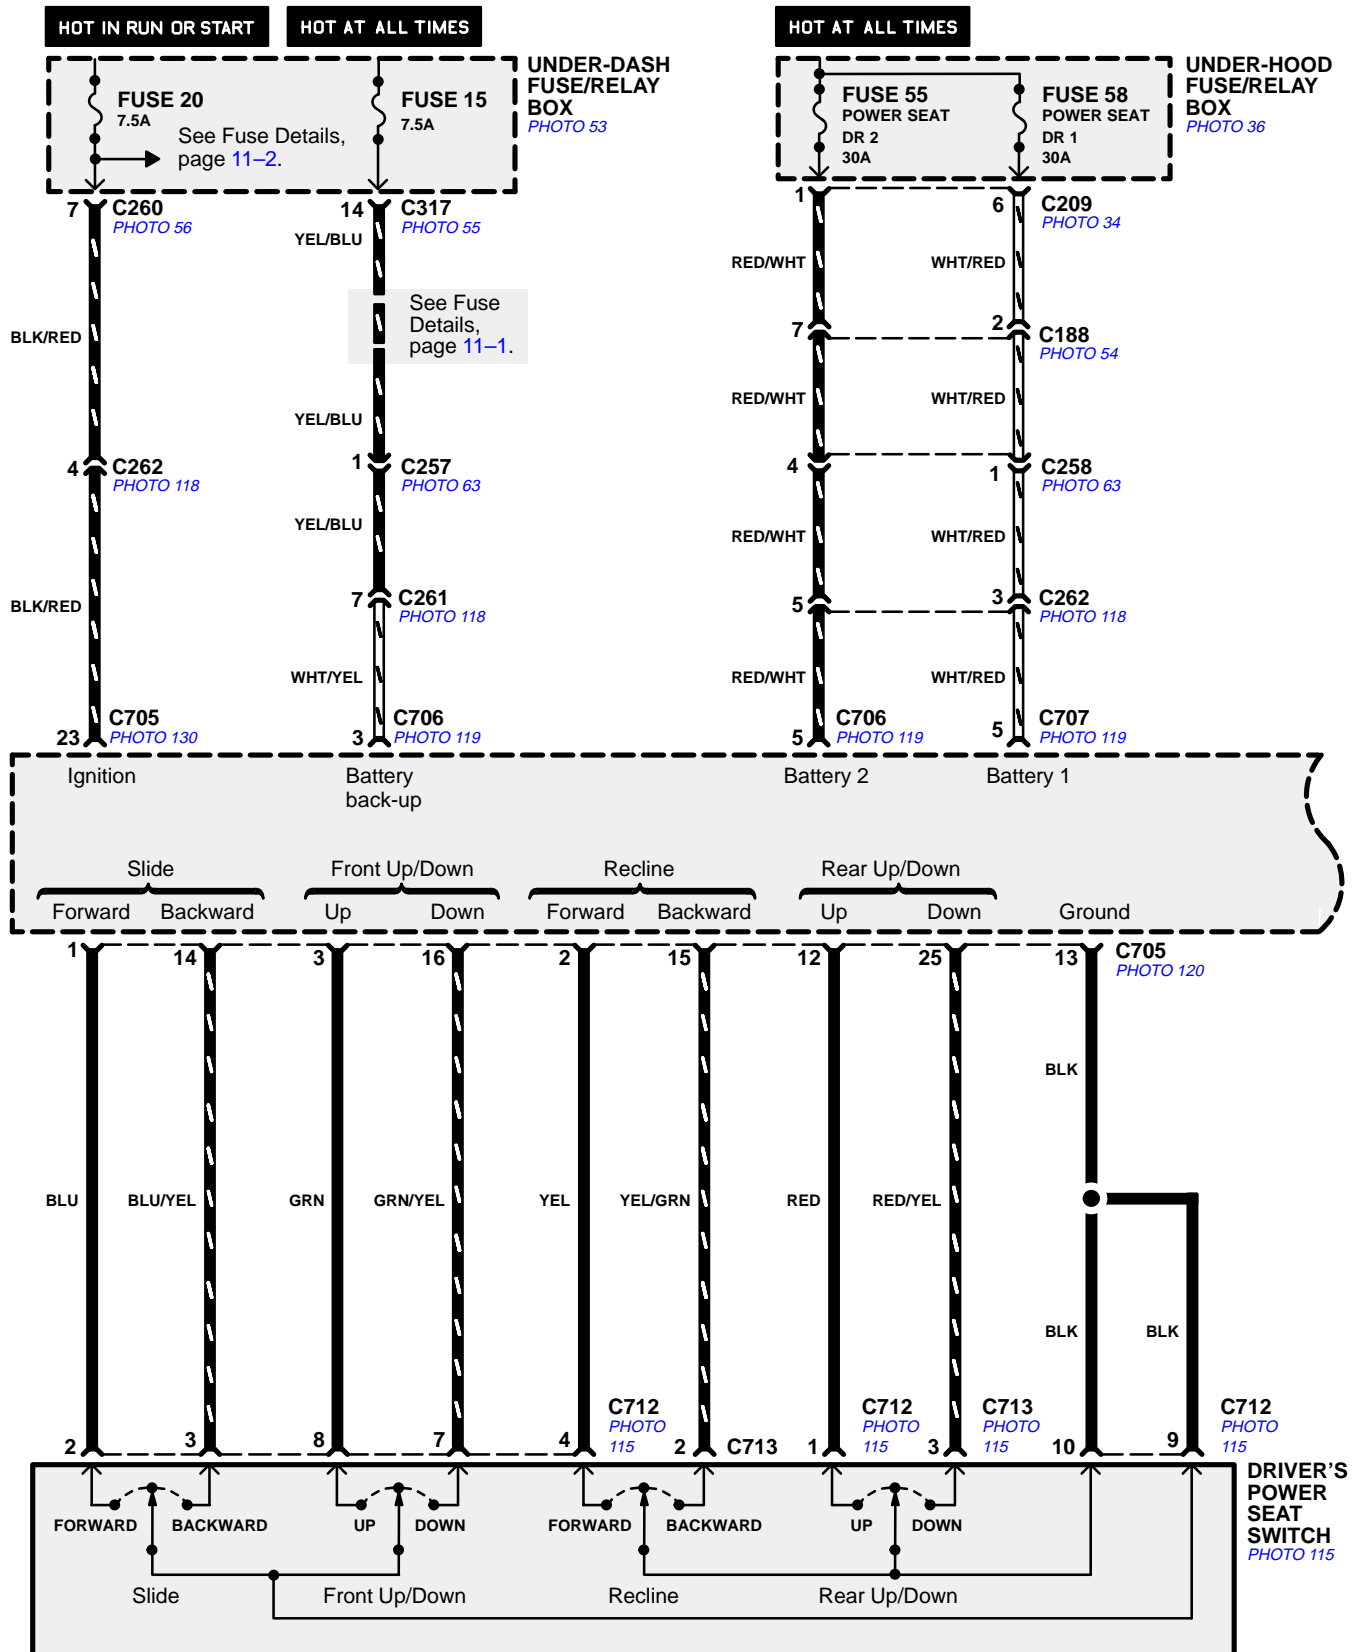 HOT IN RUN OR START
HOT AT ALL TIMES
HOT AT ALL TIMES
UNDER-DASH
FUSE/RELAY
BOX
PHOTO 53
FUSE 20
7.5A
See Fuse Details,
page 11–2.
FUSE 15
7.5A
UNDER-HOOD
FUSE/RELAY
BOX
PHOTO 36
FUSE 55
POWER SEAT
DR 2
30A
FUSE 58
POWER SEAT
DR 1
30A
7 C260
PHOTO 56
14 C317
PHOTO 55
1
6 C209
PHOTO 34
YEL/BLU
RED/WHT
WHT/RED
See Fuse
Details,
page 11–1.
BLK/RED
7
2 C188
PHOTO 54
YEL/BLU
RED/WHT
WHT/RED
4 C262
PHOTO 118
1 C257
PHOTO 63
4
1 C258
PHOTO 63
YEL/BLU
RED/WHT
WHT/RED
BLK/RED
7 C261
PHOTO 118
5
3 C262
PHOTO 118
WHT/YEL
RED/WHT
WHT/RED
23 C705
PHOTO 130
3 C706
PHOTO 119
5 C706
PHOTO 119
5 C707
PHOTO 119
Ignition
Battery
back-up
Battery 2
Battery 1
Slide
Front Up/Down
Recline
Rear Up/Down
Forward Backward Up Down Forward Backward Up Down Ground
1 14 3 16 2 15 12 25 13 C705
PHOTO 120
BLK
BLU BLU/YEL GRN GRN/YEL YEL YEL/GRN RED RED/YEL
BLK BLK
2 3 8 7 4 C712
PHOTO
115
2 C713
1 C712
PHOTO
115
3 C713
PHOTO
115
10 9 C712
PHOTO
115
DRIVER’S
POWER
SEAT
SWITCH
PHOTO 115
FORWARD BACKWARD UP DOWN FORWARD BACKWARD UP DOWN
Slide Front Up/Down Recline Rear Up/Down